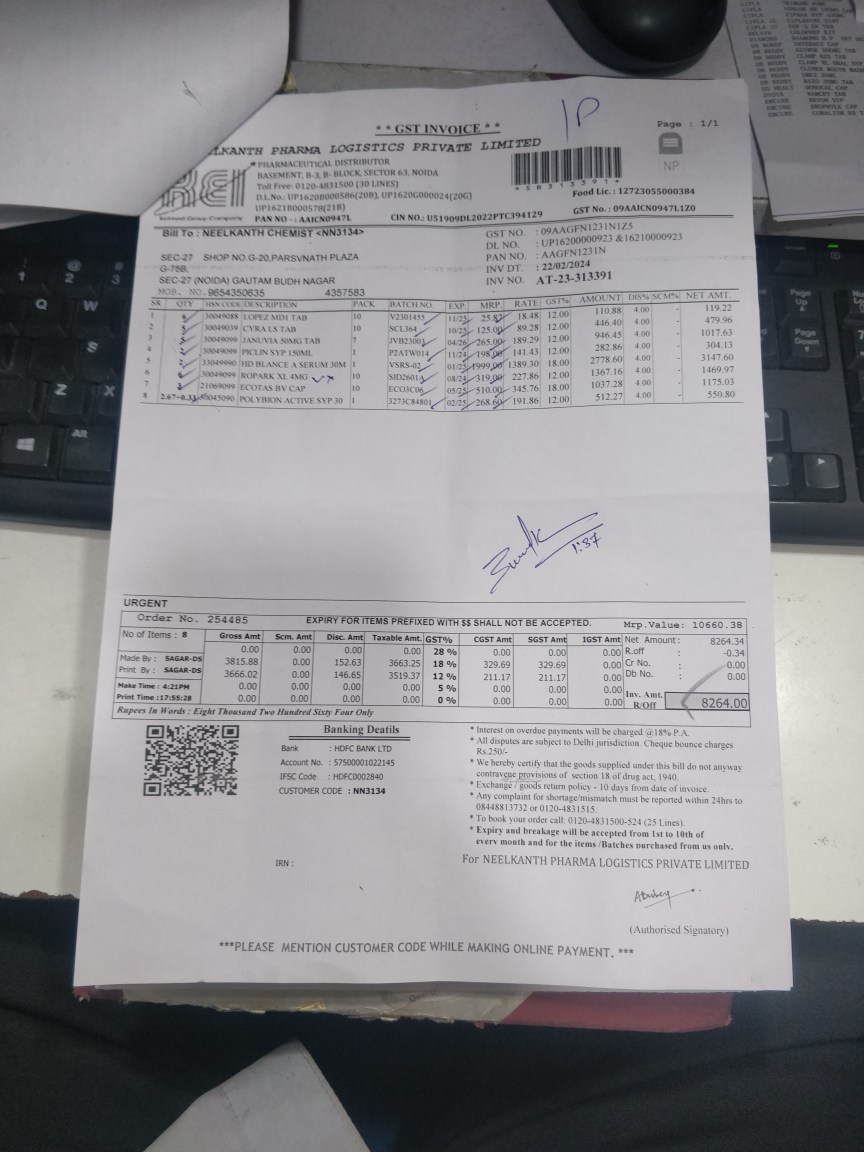 ** GST INVOICE **
1P
Page : 1/1
ELKANTH PHARMA LOGISTICS PRIVATE LIMITED
NP
PHARMACEUTICAL DISTRIBUTOR
BASEMENT, B-3, B- BLOCK, SECTOR 63, NOIDA
Toll Free: 0120-4831500 (30 LINES)
D.L.No.: UP1620B000586(20B), UP1620G000024(20G)
UP1621B000578(21B)
PAN NO - : AAICN0947L
CIN NO.: U51909DL2022PTC394129
*5B313391*
Food Lic.: 12723055000384
GST No. : 09AAICN0947L1Z0
REI
Retinred Group Company
Bill To : NEELKANTH CHEMIST <NN3134>
SEC-27 SHOP NO.G-20,PARSVNATH PLAZA
G-75B,
SEC-27 (NOIDA) GAUTAM BUDH NAGAR
MOB. NO.9654350635 4357583
GST NO. : 09AAGFN1231N1Z5
DL NO. : UP16200000923 &16210000923
PAN NO. : AAGFN1231N
INV DT. : 22/02/2024
INV NO. AT-23-313391
SR QTY HSN CODE DESCRIPTION PACK BATCH NO. EXP. MRP. RATE GST% AMOUNT DIS% SCM% NET AMT.
1 30049088 LOPEZ MD1 TAB 10 V2301455 11/25 25.87 18.48 12.00 110.88 4.00 - 119.22
2 30049039 CYRA LS TAB 10 SCL364 10/25 125.00 89.28 12.00 446.40 4.00 - 479.96
3 30049099 JANUVIA 50MG TAB 7 JVB23003 04/26 265.00 189.29 12.00 946.45 4.00 - 1017.63
4 30049099 PICLIN SYP 150ML 1 P2ATW014 11/24 198.00 141.43 12.00 282.86 4.00 - 304.13
5 2 33049990 HD BLANCE A SERUM 30M 1 VSRS-02 01/25 1999.00 1389.30 18.00 2778.60 4.00 - 3147.60
6 30049099 ROPARK XL 4MG 10 SID2601A 08/24 319.00 227.86 12.00 1367.16 4.00 - 1469.97
7 3 21069099 ECOTAS BV CAP 10 ECO3C06 05/25 510.00 345.76 18.00 1037.28 4.00 - 1175.03
8 2.67+0.33 30045090 POLYBION ACTIVE SYP 30 1 3273C84801 02/25 268.60 191.86 12.00 512.27 4.00 - 550.80
1:37
URGENT
Order No. 254485 EXPIRY FOR ITEMS PREFIXED WITH $$ SHALL NOT BE ACCEPTED. Mrp.Value: 10660.38
No of Items : 8 Gross Amt Scm. Amt Disc. Amt Taxable Amt. GST% CGST Amt SGST Amt IGST Amt Net Amount: 8264.34
0.00 0.00 0.00 0.00 28 % 0.00 0.00 0.00 R.off -0.34
Made By : SAGAR-DS 3815.88 0.00 152.63 3663.25 18 % 329.69 329.69 0.00 Cr No. : 0.00
Print By : SAGAR-DS 3666.02 0.00 146.65 3519.37 12 % 211.17 211.17 0.00 Db No. : 0.00
Make Time : 4:21PM 0.00 0.00 0.00 0.00 5 % 0.00 0.00 0.00
Print Time :17:55:28 0.00 0.00 0.00 0.00 0 % 0.00 0.00 0.00 Inv. Amt. R/Off 8264.00
Rupees In Words : Eight Thousand Two Hundred Sixty Four Only
Banking Deatils
Bank : HDFC BANK LTD
Account No. : 57500001022145
IFSC Code : HDFC0002840
CUSTOMER CODE : NN3134
* Interest on overdue payments will be charged @18% P.A.
* All disputes are subject to Delhi jurisdiction. Cheque bounce charges
Rs.250/-
* We hereby certify that the goods supplied under this bill do not anyway
contravene provisions of section 18 of drug act, 1940.
* Exchange / goods return policy - 10 days from date of invoice.
* Any complaint for shortage/mismatch must be reported within 24hrs to
08448813732 or 0120-4831515.
* To book your order call: 0120-4831500-524 (25 Lines).
* Expiry and breakage will be accepted from 1st to 10th of
every month and for the items /Batches purchased from us only.
IRN :
For NEELKANTH PHARMA LOGISTICS PRIVATE LIMITED
(Authorised Signatory)
***PLEASE MENTION CUSTOMER CODE WHILE MAKING ONLINE PAYMENT. ***